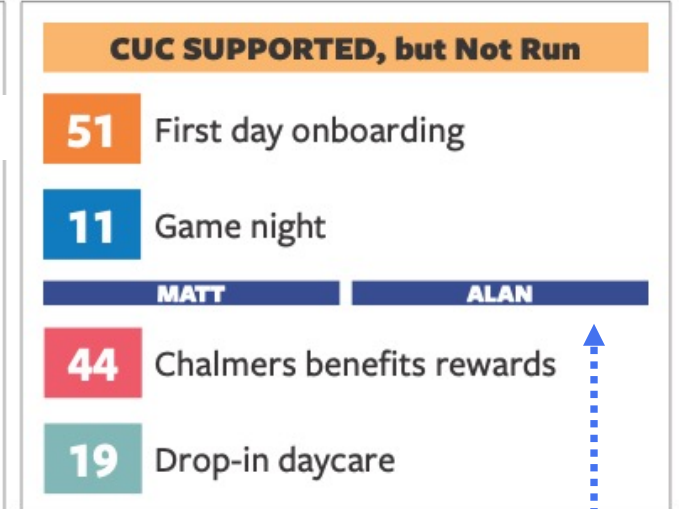 CUC SUPPORTED, but Not Run
51 First day onboarding
11 Game night
MATT ALAN
44 Chalmers benefits rewards
19 Drop-in daycare